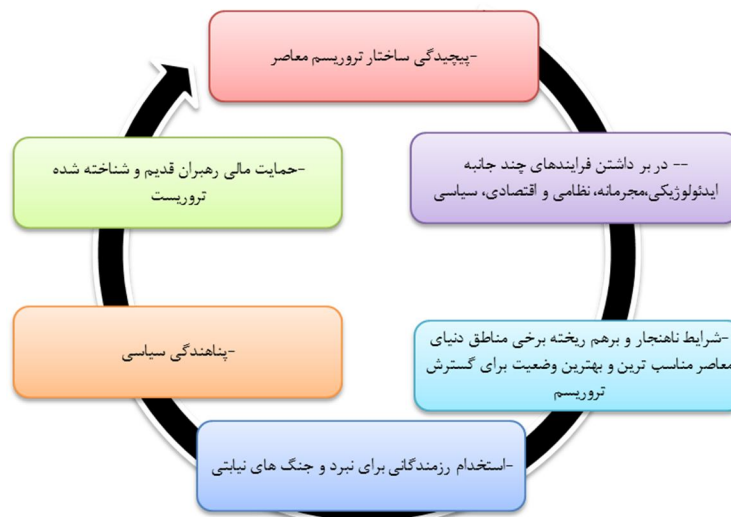 -پیچیدگی ساختار تروریسم معاصر
-- در بر داشتن فرایندهای چند جانبه
ایدئولوژیکی،مجرمانه، نظامی و اقتصادی، سیاسی
-شرایط ناهنجار و برهم ریخته برخی مناطق دنیای
معاصر مناسب ترین و بهترین وضعیت برای گسترش
تروریسم
-استخدام رزمندگانی برای نبرد و جنگ های نیابتی
-پناهندگی سیاسی
-حمایت مالی رهبران قدیم و شناخته شده
تروریست